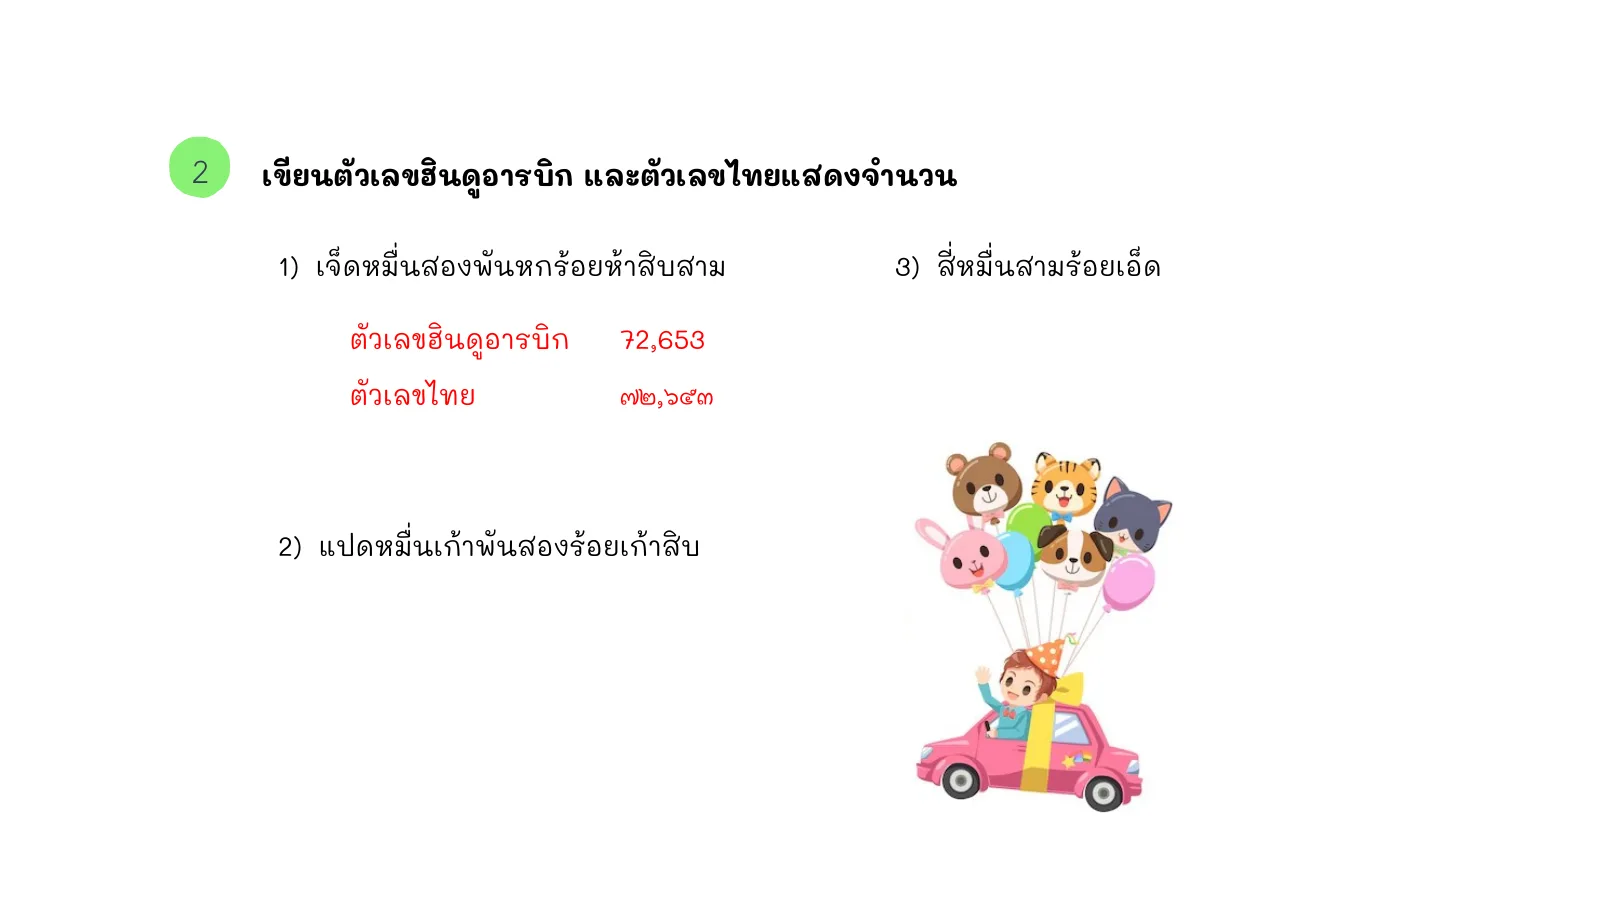 2 เขียนตัวเลขฮินดูอารบิก และตัวเลขไทยแสดงจำนวน
1) เจ็ดหมื่นสองพันหกร้อยห้าสิบสาม
ตัวเลขฮินดูอารบิก 72,653
ตัวเลขไทย ๗๒,๖๕๓
2) แปดหมื่นเก้าพันสองร้อยเก้าสิบ
3) สี่หมื่นสามร้อยเอ็ด